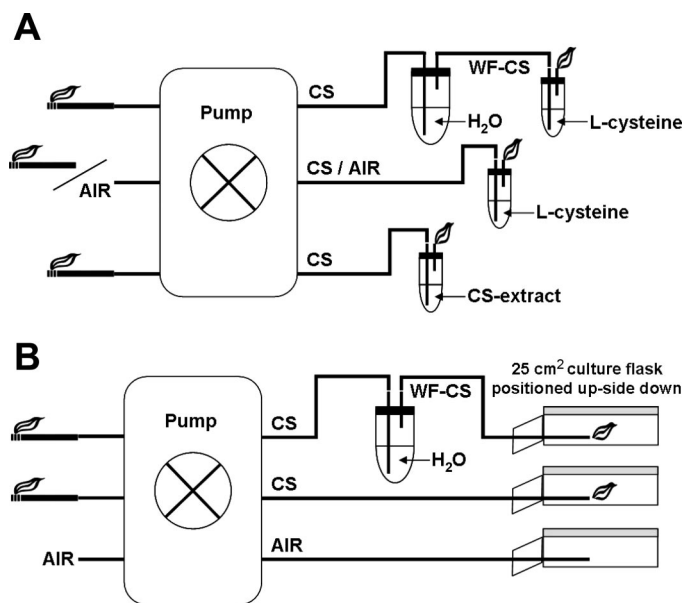 A
CS
WF-CS
Pump
H₂O
L-cysteine
AIR
CS / AIR
L-cysteine
CS
CS-extract
B
25 cm² culture flask
positioned up-side down
WF-CS
Pump
CS
H₂O
CS
AIR
AIR